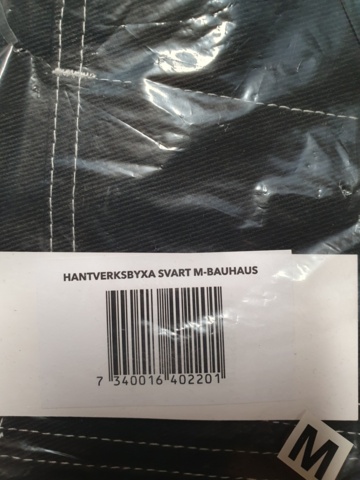 HANTVERKSBYXA SVART M-BAUHAUS
7 340016 402201
M